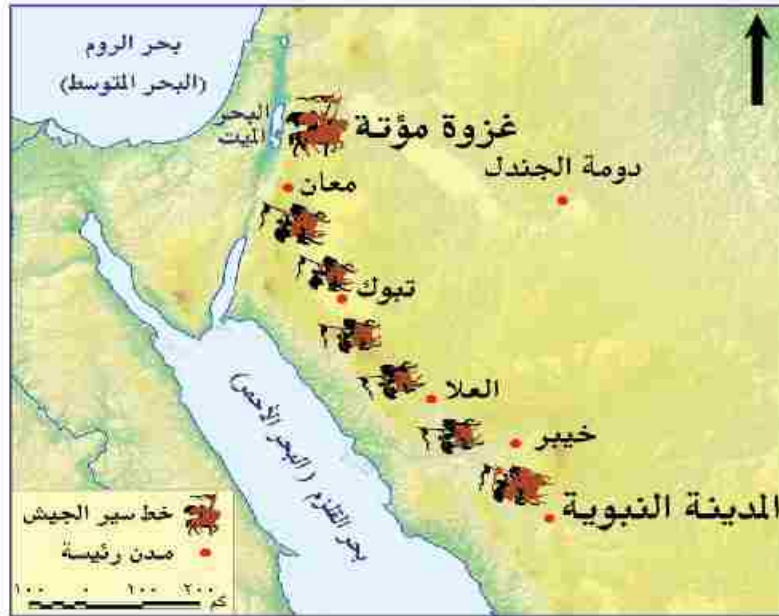 بحر الروم
(البحر المتوسط)
البحر
الميت
غزوة مؤتة
دومة الجندل
معان
تبوك
العلا
خيبر
المدينة النبوية
بحر القلزم (البحر الأحمر)
خط سير الجيش
مدن رئيسة
١٠٠ ٠ ١٠٠ ٢٠٠ كم